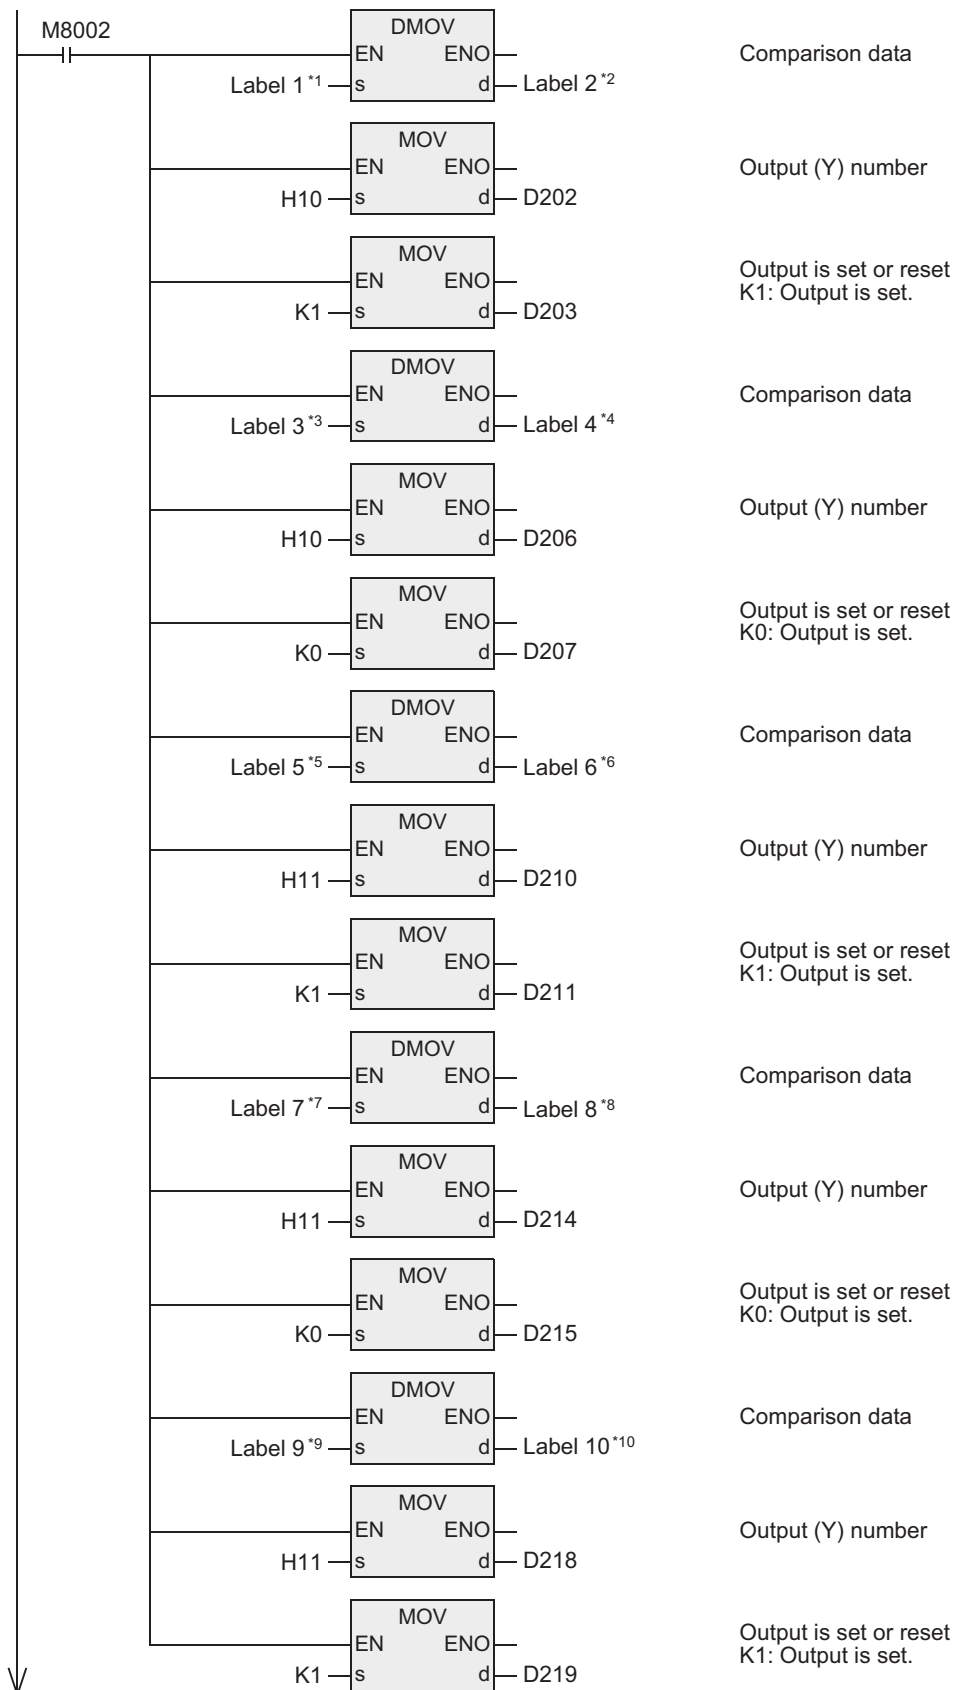 M8002
DMOV
EN ENO
Label 1 *1 s d Label 2 *2
Comparison data
MOV
EN ENO
H10 s d D202
Output (Y) number
MOV
EN ENO
K1 s d D203
Output is set or reset
K1: Output is set.
DMOV
EN ENO
Label 3 *3 s d Label 4 *4
Comparison data
MOV
EN ENO
H10 s d D206
Output (Y) number
MOV
EN ENO
K0 s d D207
Output is set or reset
K0: Output is set.
DMOV
EN ENO
Label 5 *5 s d Label 6 *6
Comparison data
MOV
EN ENO
H11 s d D210
Output (Y) number
MOV
EN ENO
K1 s d D211
Output is set or reset
K1: Output is set.
DMOV
EN ENO
Label 7 *7 s d Label 8 *8
Comparison data
MOV
EN ENO
H11 s d D214
Output (Y) number
MOV
EN ENO
K0 s d D215
Output is set or reset
K0: Output is set.
DMOV
EN ENO
Label 9 *9 s d Label 10 *10
Comparison data
MOV
EN ENO
H11 s d D218
Output (Y) number
MOV
EN ENO
K1 s d D219
Output is set or reset
K1: Output is set.